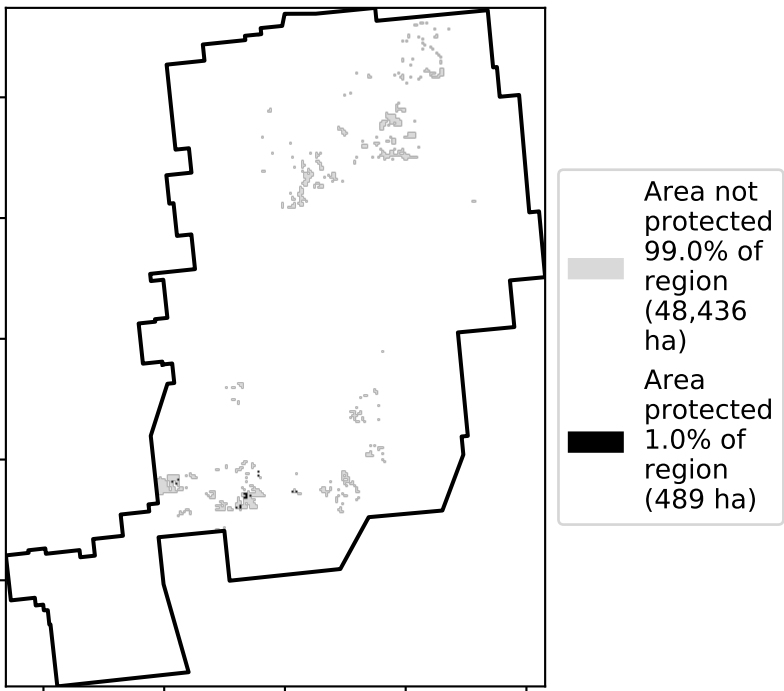 Area not
protected
99.0% of
region
(48,436
ha)
Area
protected
1.0% of
region
(489 ha)